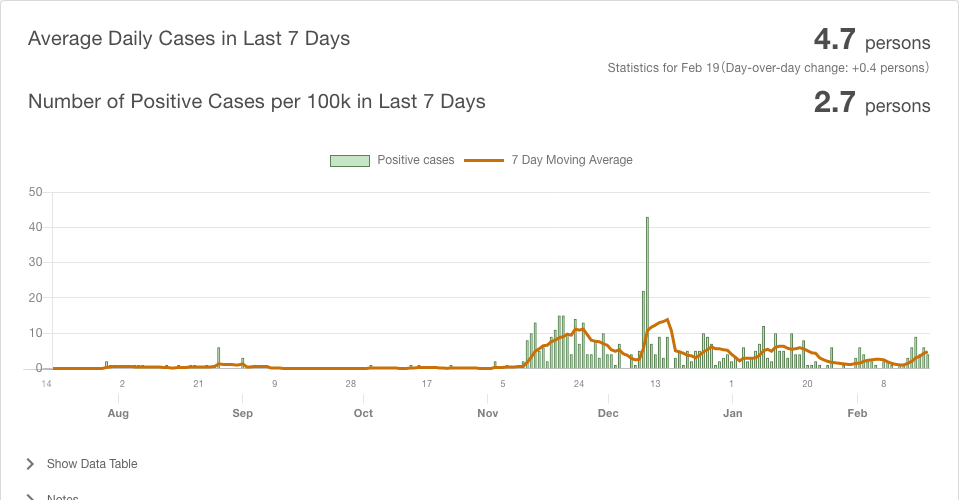 Average Daily Cases in Last 7 Days
4.7 persons
Statistics for Feb 19(Day-over-day change: +0.4 persons)
Number of Positive Cases per 100k in Last 7 Days
2.7 persons
Positive cases
7 Day Moving Average
50
40
30
20
10
0
14 2 21 9 28 17 5 24 13 1 20 8
Aug Sep Oct Nov Dec Jan Feb
Show Data Table
Notes